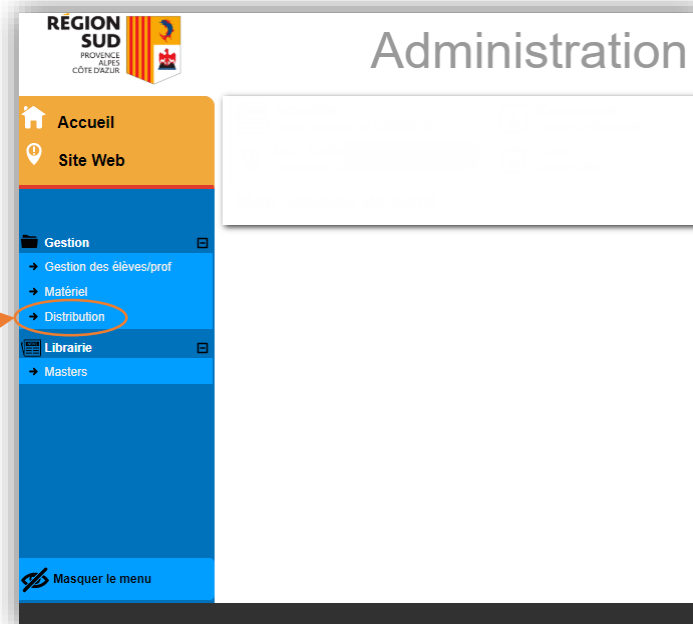 RÉGION
SUD
PROVENCE
ALPES
CÔTE D'AZUR
Administration
Accueil
Site Web
Gestion
Gestion des élèves/prof
Matériel
Distribution
Librairie
Masters
Masquer le menu